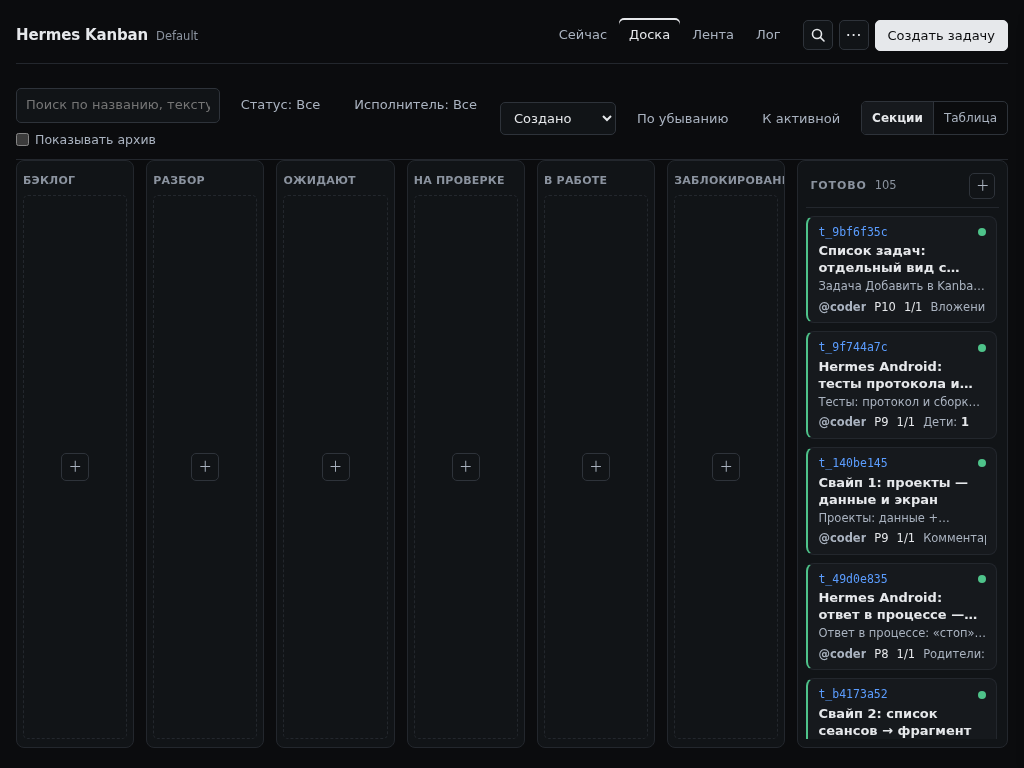 Hermes Kanban Default
Сейчас Доска Лента Лог ... Создать задачу
Поиск по названию, тексту
Статус: Все Исполнитель: Все
Создано По убыванию К активной Секции Таблица
Показывать архив
БЭКЛОГ
РАЗБОР
ОЖИДАЮТ
НА ПРОВЕРКЕ
В РАБОТЕ
ЗАБЛОКИРОВАН
ГОТОВО 105
t_9bf6f35c
Список задач:
отдельный вид с…
Задача Добавить в Kanba…
@coder P10 1/1 Вложени
t_9f744a7c
Hermes Android:
тесты протокола и…
Тесты: протокол и сборк…
@coder P9 1/1 Дети: 1
t_140be145
Свайп 1: проекты —
данные и экран
Проекты: данные +…
@coder P9 1/1 Коммента
t_49d0e835
Hermes Android:
ответ в процессе —…
Ответ в процессе: «стоп»…
@coder P8 1/1 Родители:
t_b4173a52
Свайп 2: список
сеансов → фрагмент